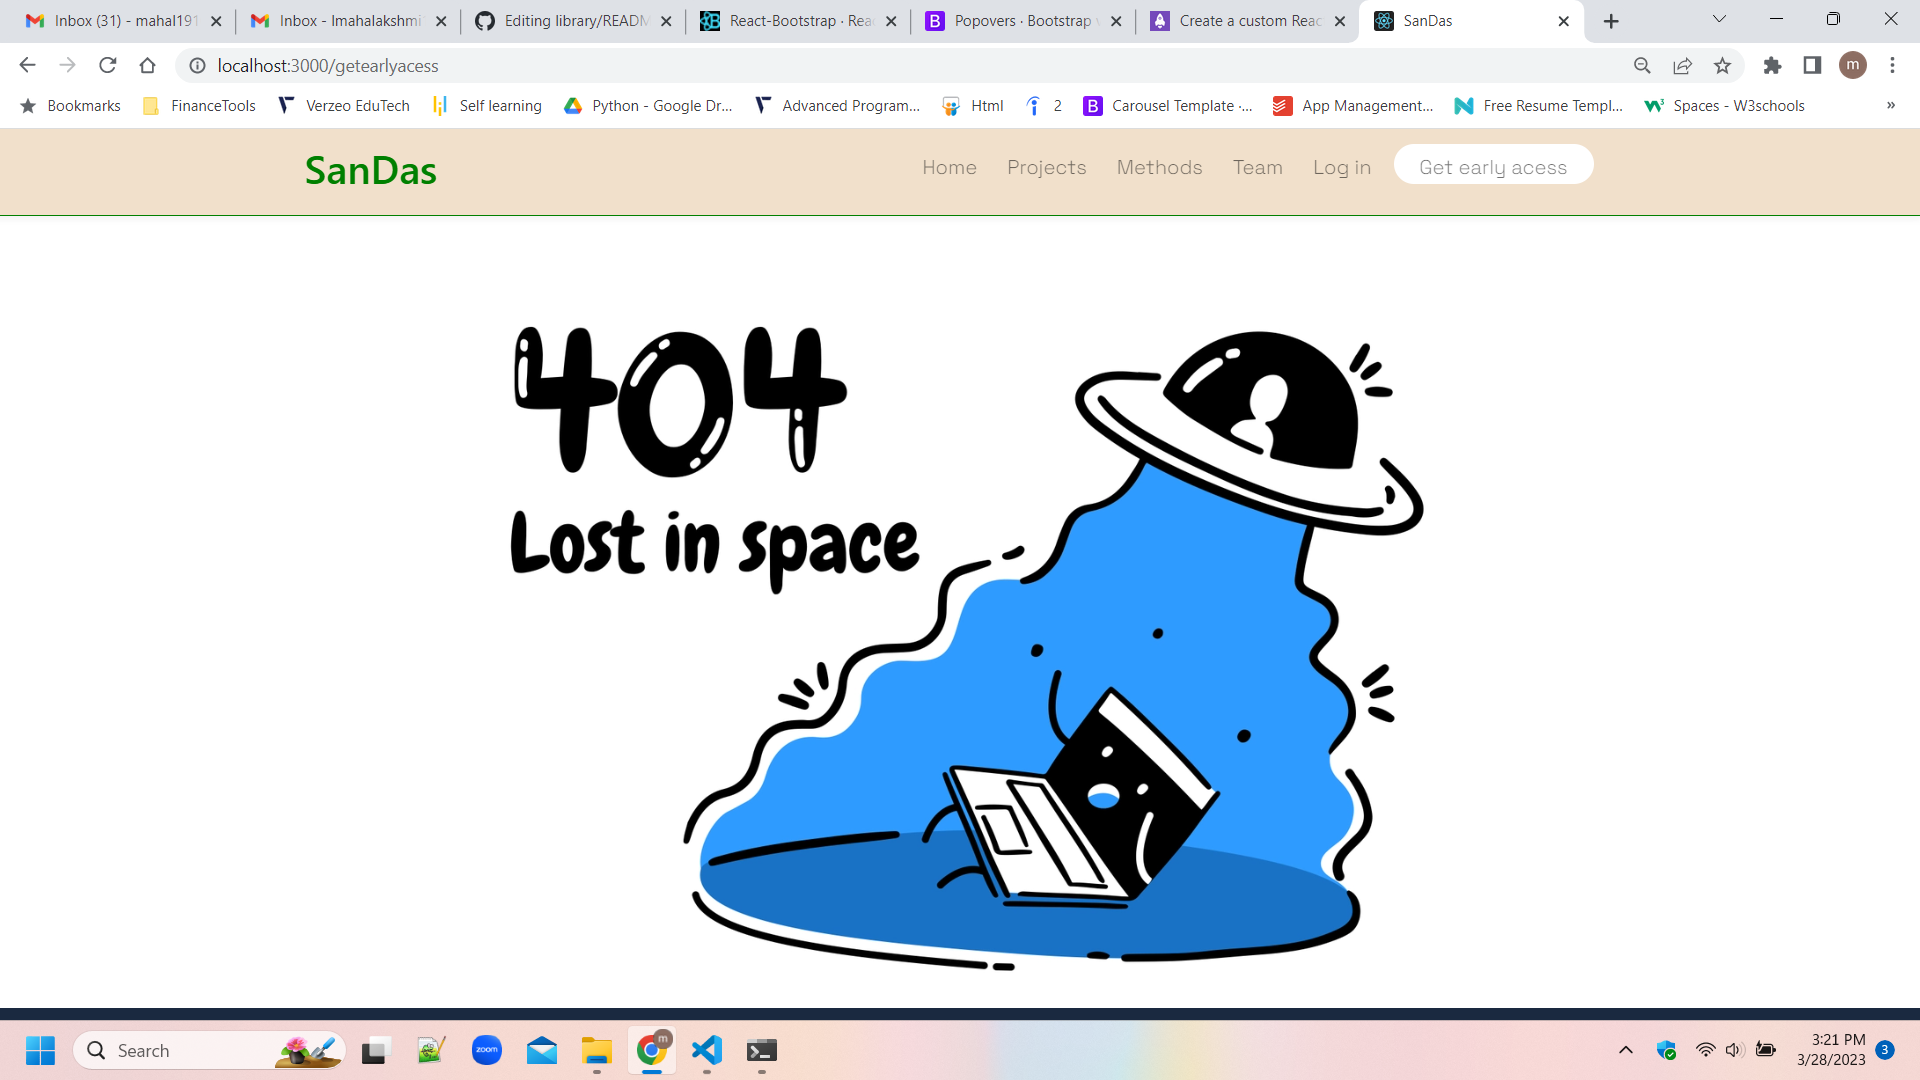 Inbox (31) - mahal191
Inbox - lmahalakshmi
Editing library/READM
React-Bootstrap · Rea
Popovers · Bootstrap v
Create a custom Reac
SanDas
localhost:3000/getearlyacess
m
Bookmarks
FinanceTools
Verzeo EduTech
Self learning
Python - Google Dr...
Advanced Program...
Html
2
Carousel Template ·...
App Management...
Free Resume Templ...
Spaces - W3schools
»
SanDas
Home
Projects
Methods
Team
Log in
Get early acess
404
Lost in space
Search
zoom
m
3:21 PM
3/28/2023
3